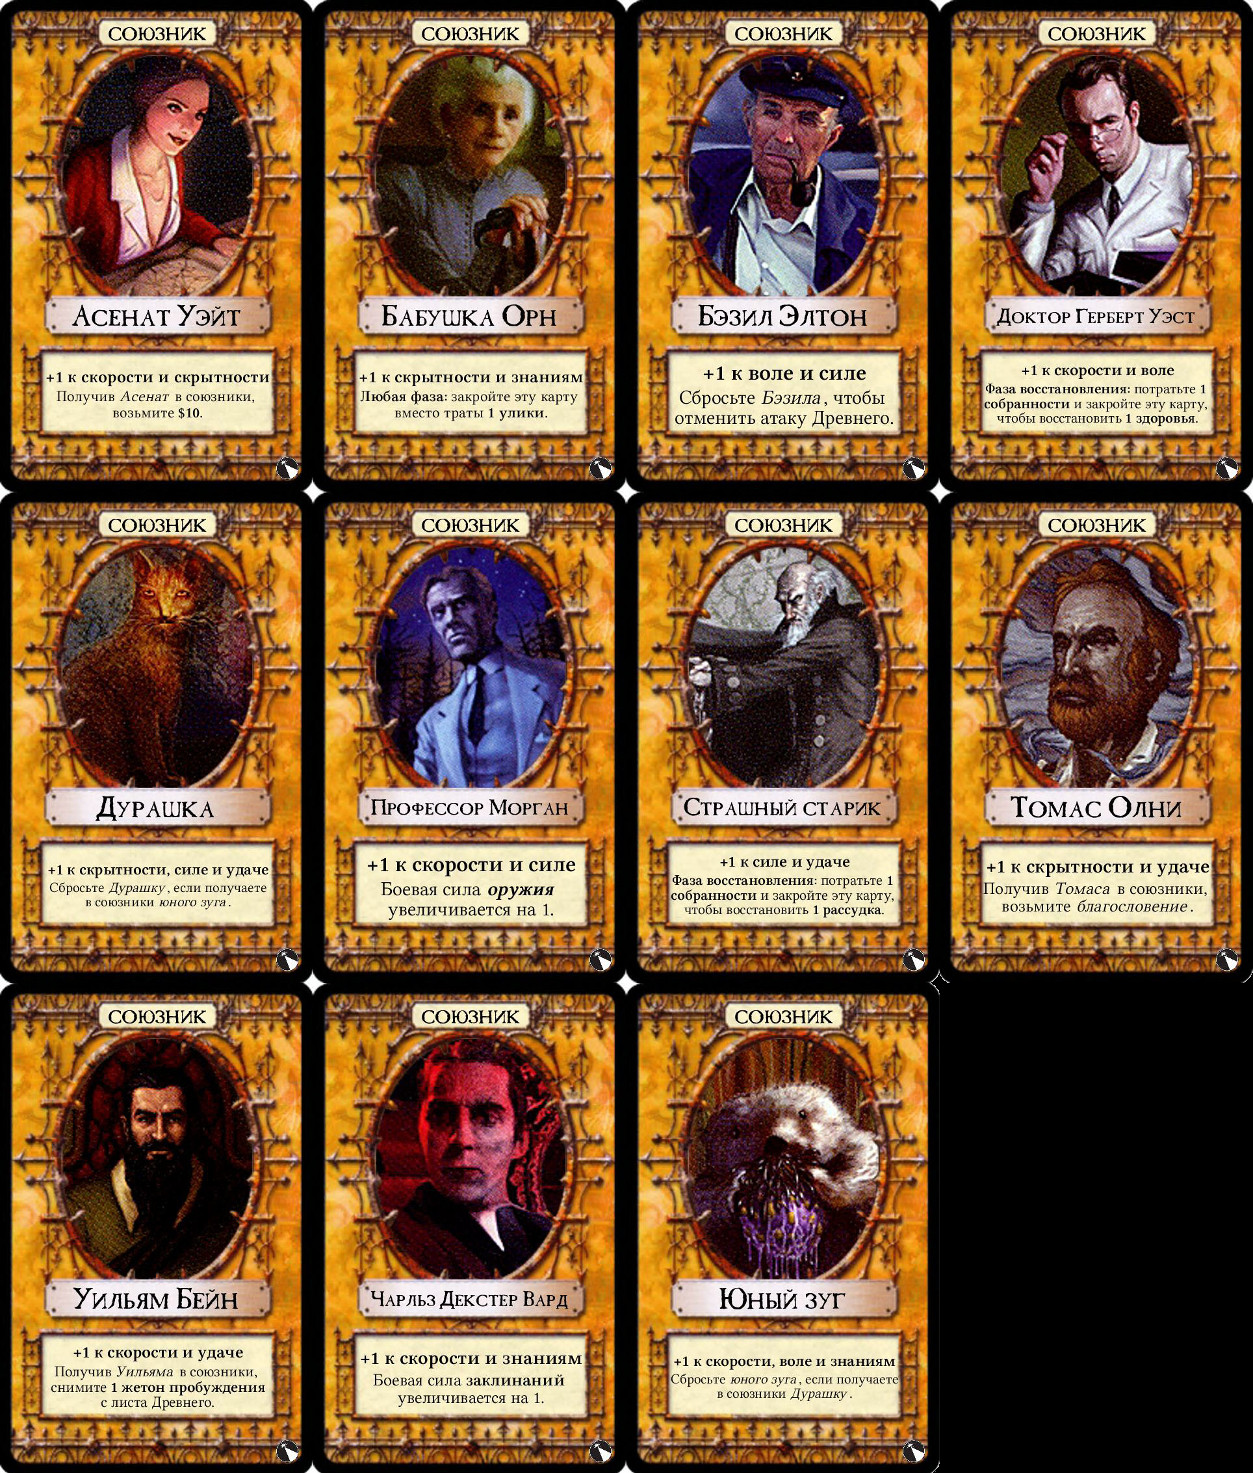 СОЮЗНИК
Асенат Уэйт
+1 к скорости и скрытности
Получив Асенат в союзники,
возьмите $10.
СОЮЗНИК
Бабушка Орн
+1 к скрытности и знаниям
Любая фаза: закройте эту карту
вместо траты 1 улики.
СОЮЗНИК
Бэзил Элтон
+1 к воле и силе
Сбросьте Бэзила, чтобы
отменить атаку Древнего.
СОЮЗНИК
Доктор Герберт Уэст
+1 к скорости и воле
Фаза восстановления: потратьте 1
собранности и закройте эту карту,
чтобы восстановить 1 здоровья.
СОЮЗНИК
Дурашка
+1 к скрытности, силе и удаче
Сбросьте Дурашку, если получаете
в союзники юного зуга.
СОЮЗНИК
Профессор Морган
+1 к скорости и силе
Боевая сила оружия
увеличивается на 1.
СОЮЗНИК
Страшный старик
+1 к силе и удаче
Фаза восстановления: потратьте 1
собранности и закройте эту карту,
чтобы восстановить 1 рассудка.
СОЮЗНИК
Томас Олни
+1 к скрытности и удаче
Получив Томаса в союзники,
возьмите благословение.
СОЮЗНИК
Уильям Бейн
+1 к скорости и удаче
Получив Уильяма в союзники,
снимите 1 жетон пробуждения
с листа Древнего.
СОЮЗНИК
Чарльз Декстер Вард
+1 к скорости и знаниям
Боевая сила заклинаний
увеличивается на 1.
СОЮЗНИК
Юный зуг
+1 к скорости, воле и знаниям
Сбросьте юного зуга, если получаете
в союзники Дурашку.